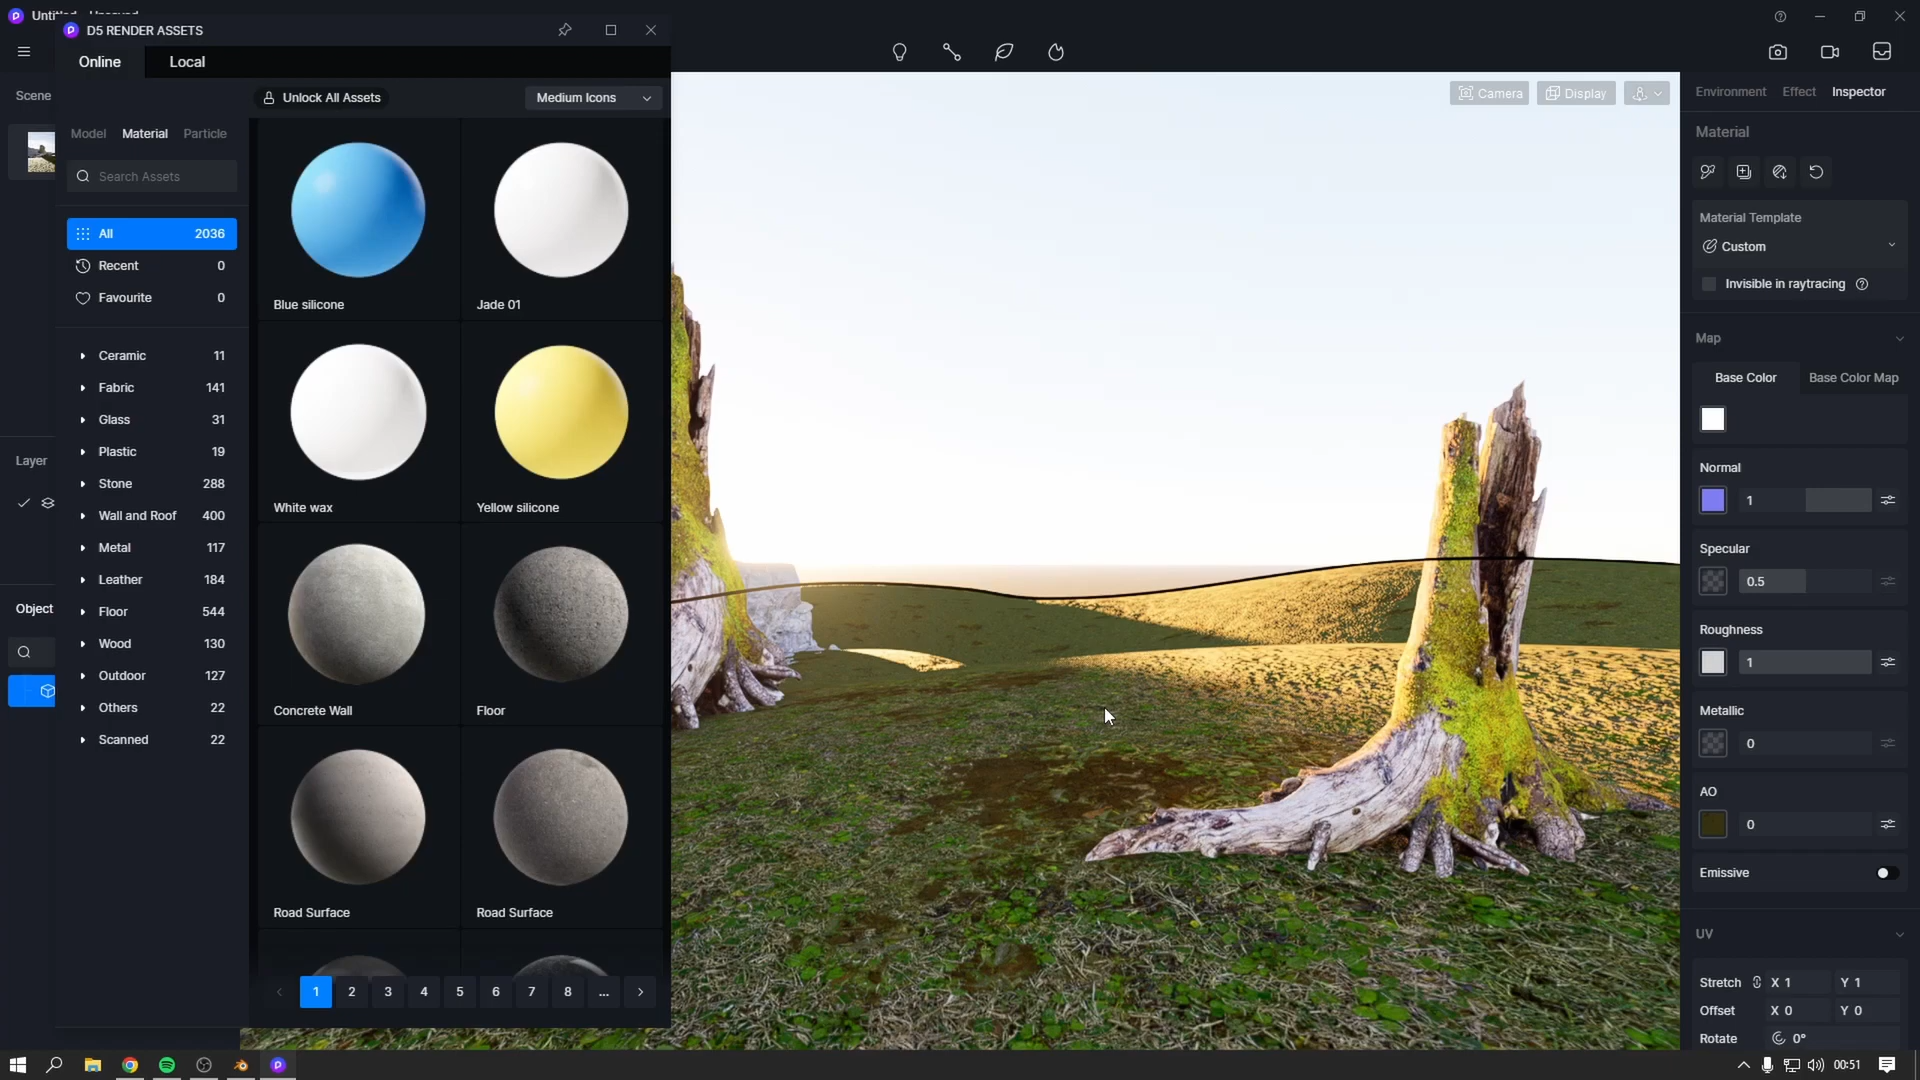 D5 RENDER ASSETS
Online
Local
Scene
Unlock All Assets
Medium Icons
Model
Material
Particle
Search Assets
All 2036
Recent 0
Favourite 0
Ceramic 11
Fabric 141
Glass 31
Plastic 19
Stone 288
Wall and Roof 400
Metal 117
Leather 184
Floor 544
Wood 130
Outdoor 127
Others 22
Scanned 22
Layer
Object
Blue silicone
Jade 01
White wax
Yellow silicone
Concrete Wall
Floor
Road Surface
Road Surface
1 2 3 4 5 6 7 8 ...
Camera
Display
Environment
Effect
Inspector
Material
Material Template
Custom
Invisible in raytracing
Map
Base Color
Base Color Map
Normal
1
Specular
0.5
Roughness
1
Metallic
0
AO
0
Emissive
UV
Stretch X 1 Y 1
Offset X 0 Y 0
Rotate 0°
00:51